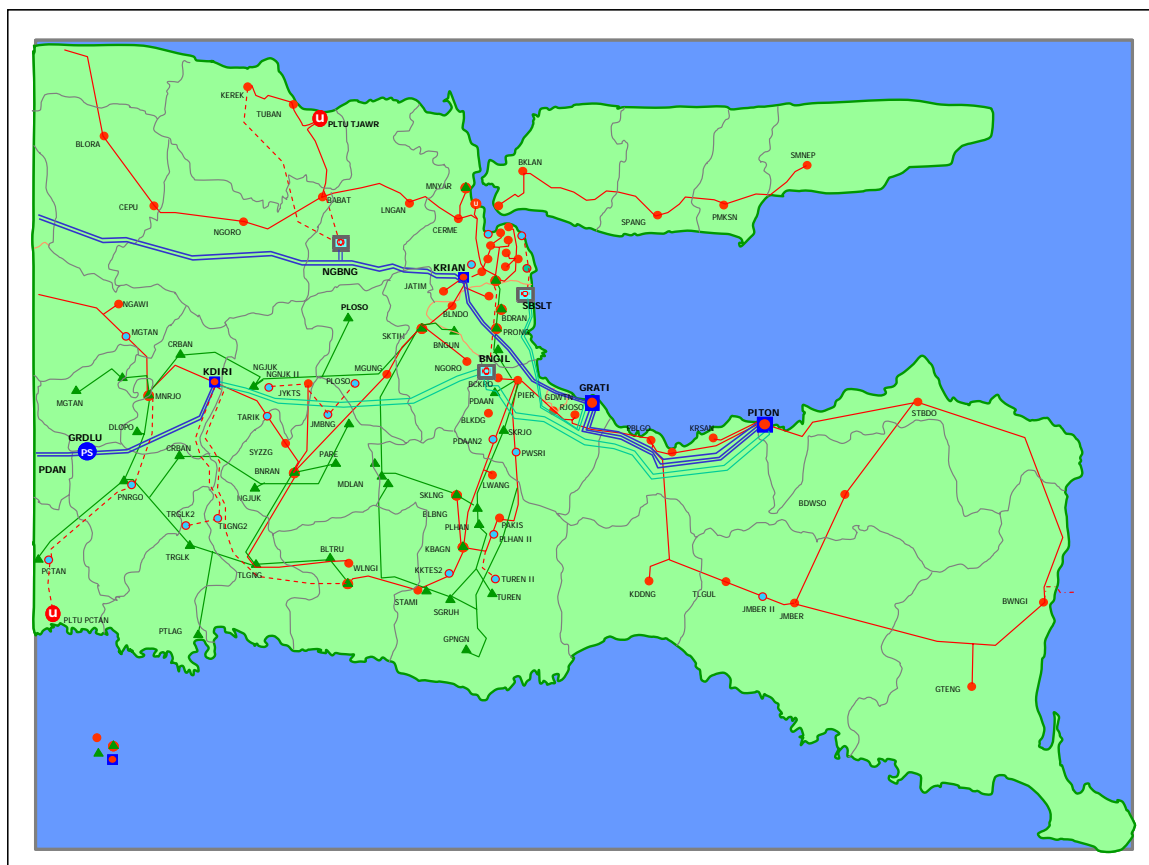 KEREK
TUBAN
U
PLTU TJAWR
BLORA
BKLAN
SMNEP
MNYAR
CEPU
BABAT
LNGAN
U
PMKSN
NGORO
CERME
SPANG
NGBNG
KRIAN
JATIM
SBSLT
NGAWI
PLOSO
BLNDO
BDRAN
MGTAN
SKTIH
PRONG
CRBAN
BNGUN
KDIRI
NGJUK
NGNJK II
PLOSO
MGUNG
NGORO
BNGIL
BCKRO
PIER
GRATI
MGTAN
MNRJO
JYKTS
PDAAN
GDWTN
RJOSO
PITON
STBDO
TARIK
JMBNG
BLKDG
DLOPO
SKRJO
PBLGO
KRSAN
GRDLU
PS
PDAN
CRBAN
SYZZG
PARE
PDAAN2
PWSRI
BNRAN
MDLAN
LWANG
PNRGO
NGJUK
SKLNG
BDWSO
TRGLK2
TLGNG2
BLBNG
PLHAN
PAKIS
PLHAN II
TRGLK
BLTRU
WLNGI
KBAGN
PCTAN
TLGNG
KKTES2
TUREN II
STAMI
SGRUH
TUREN
KDDNG
TLGUL
JMBER II
JMBER
BWNGI
U
PLTU PCTAN
PTLAG
GPNGN
GTENG